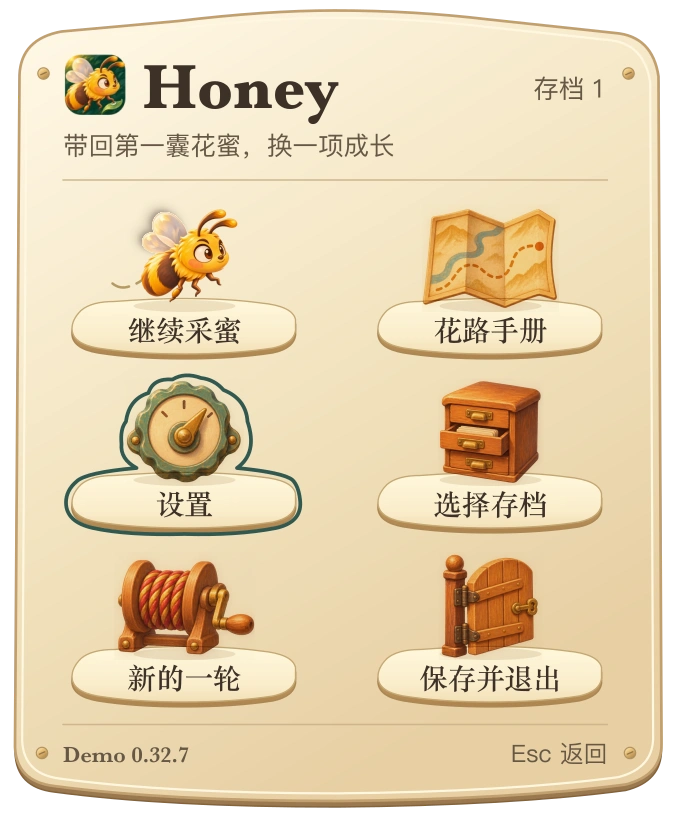 Honey
存档 1
带回第一囊花蜜，换一项成长
继续采蜜
花路手册
设置
选择存档
新的一轮
保存并退出
Demo 0.32.7
Esc 返回